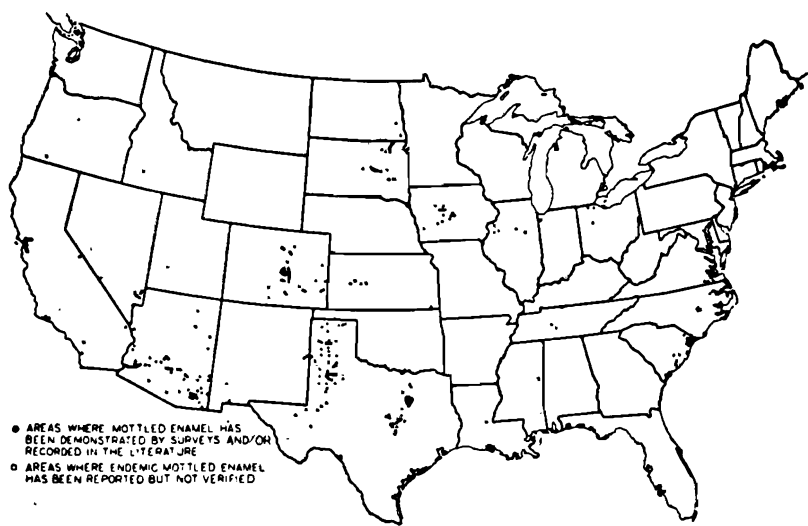 AREAS WHERE MOTTLED ENAMEL HAS
BEEN DEMONSTRATED BY SURVEYS AND/OR
RECORDED IN THE LITERATURE
AREAS WHERE ENDEMIC MOTTLED ENAMEL
HAS BEEN REPORTED BUT NOT VERIFIED